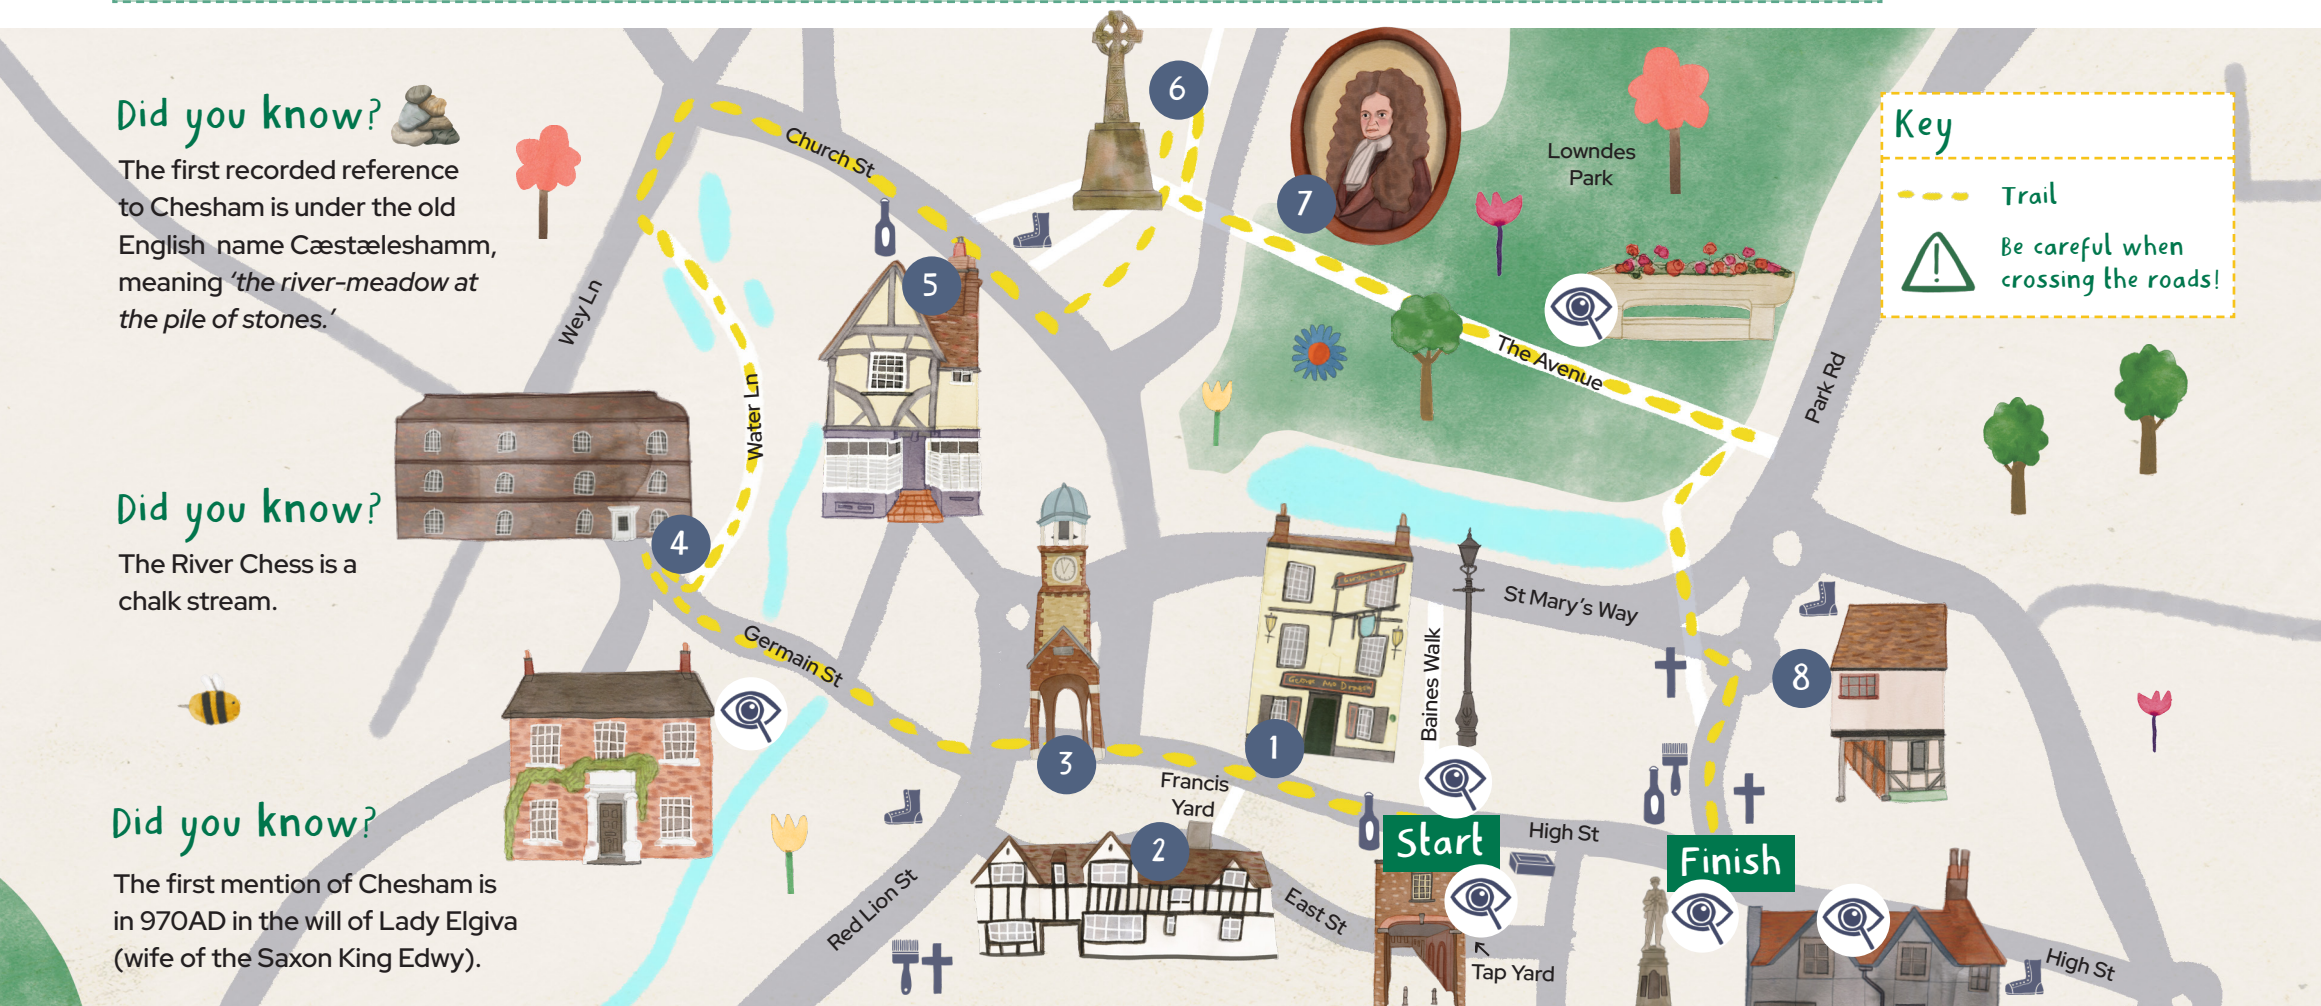 Did you know?
The first recorded reference
to Chesham is under the old
English name Cæstæleshamm,
meaning ‘the river-meadow at
the pile of stones.’
Did you know?
The River Chess is a
chalk stream.
Did you know?
The first mention of Chesham is
in 970AD in the will of Lady Elgiva
(wife of the Saxon King Edwy).
Wey Ln
Church St
Water Ln
Germain St
Red Lion St
Francis
Yard
East St
Baines Walk
St Mary’s Way
High St
Tap Yard
High St
Park Rd
The Avenue
Lowndes
Park
1
2
3
4
5
6
7
8
George And Dragon
Start
Finish
Key
Trail
Be careful when
crossing the roads!